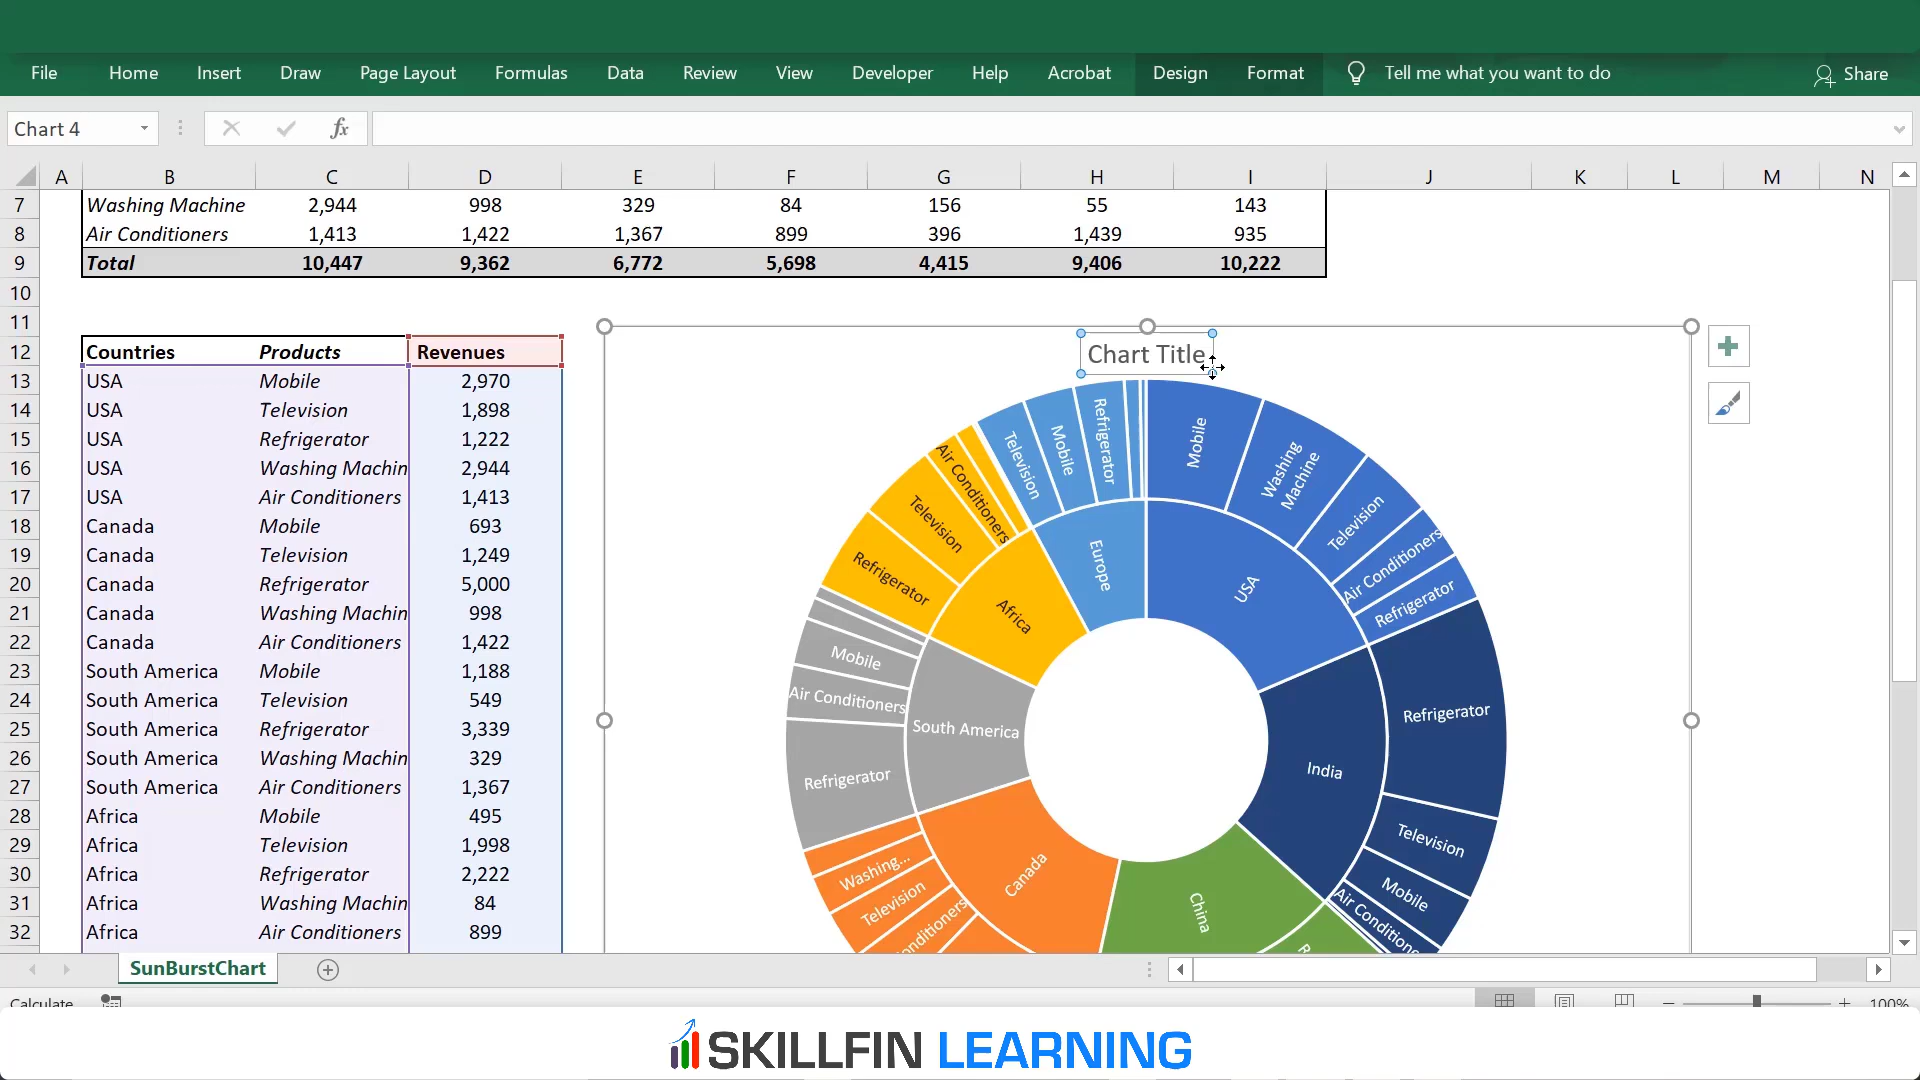 File Home Insert Draw Page Layout Formulas Data Review View Developer Help Acrobat Design Format Tell me what you want to do Share
Chart 4 fx
A B C D E F G H I J K L M N
7 Washing Machine 2,944 998 329 84 156 55 143
8 Air Conditioners 1,413 1,422 1,367 899 396 1,439 935
9 Total 10,447 9,362 6,772 5,698 4,415 9,406 10,222
10
11
12 Countries Products Revenues
13 USA Mobile 2,970
14 USA Television 1,898
15 USA Refrigerator 1,222
16 USA Washing Machin 2,944
17 USA Air Conditioners 1,413
18 Canada Mobile 693
19 Canada Television 1,249
20 Canada Refrigerator 5,000
21 Canada Washing Machin 998
22 Canada Air Conditioners 1,422
23 South America Mobile 1,188
24 South America Television 549
25 South America Refrigerator 3,339
26 South America Washing Machin 329
27 South America Air Conditioners 1,367
28 Africa Mobile 495
29 Africa Television 1,998
30 Africa Refrigerator 2,222
31 Africa Washing Machin 84
32 Africa Air Conditioners 899
Chart Title
USA
Mobile
Washing
Machine
Television
Air Conditioners
Refrigerator
India
Refrigerator
Television
Mobile
Air Conditione
China
R
Canada
Washing...
Television
onditioners
South America
Mobile
Air Conditioners
Refrigerator
Africa
Refrigerator
Television
Air Conditioners
Europe
Television
Mobile
Refrigerator
SunBurstChart
Calculate 100%
SKILLFIN LEARNING